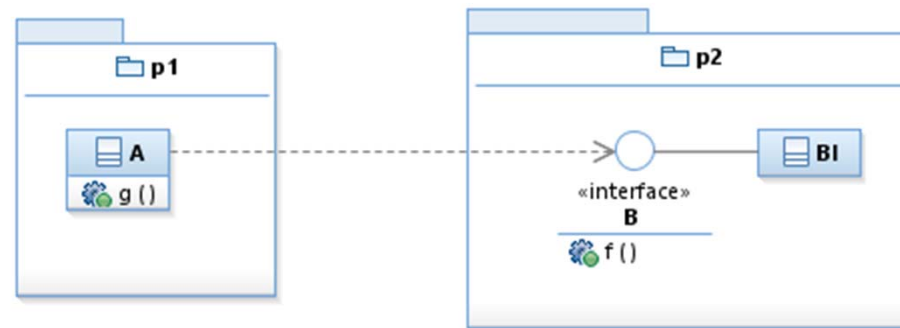 p1
A
g ()
p2
«interface»
B
f ()
BI